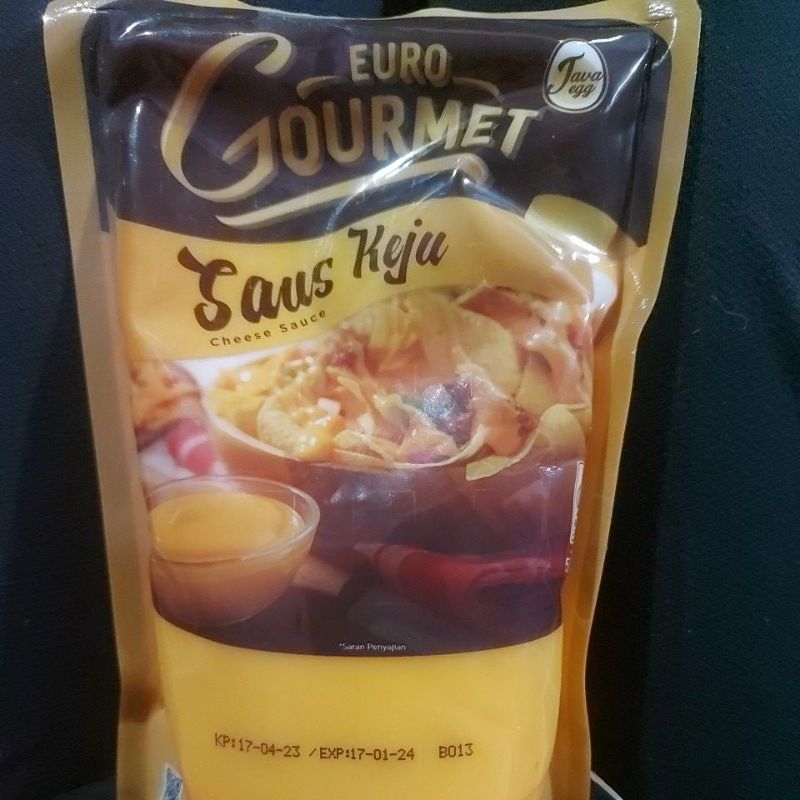 EURO
GOURMET
Java
egg
Saus Keju
Cheese Sauce
*Saran Penyajian
KP:17-04-23 /EXP:17-01-24 B013